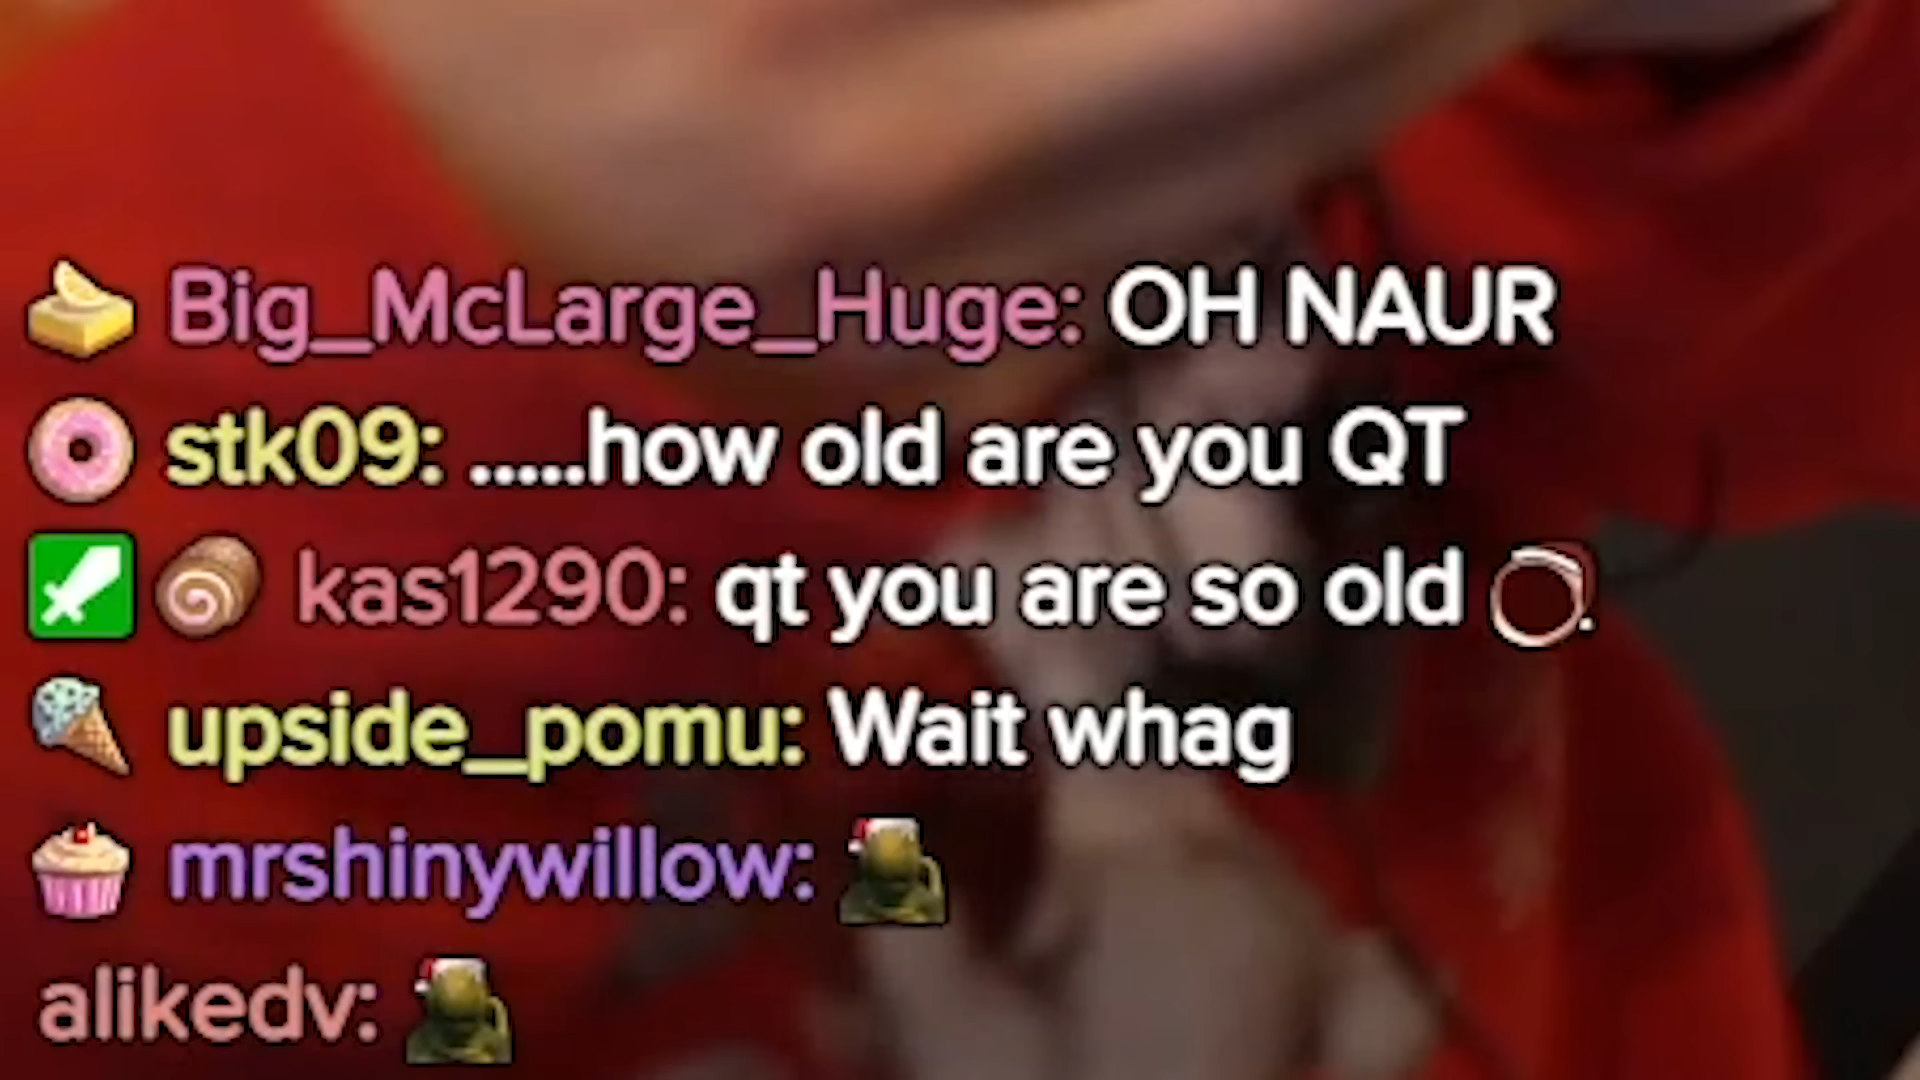 Big_McLarge_Huge: OH NAUR
stk09: .....how old are you QT
kas1290: qt you are so old
upside_pomu: Wait whag
mrshinywillow:
alikedv: